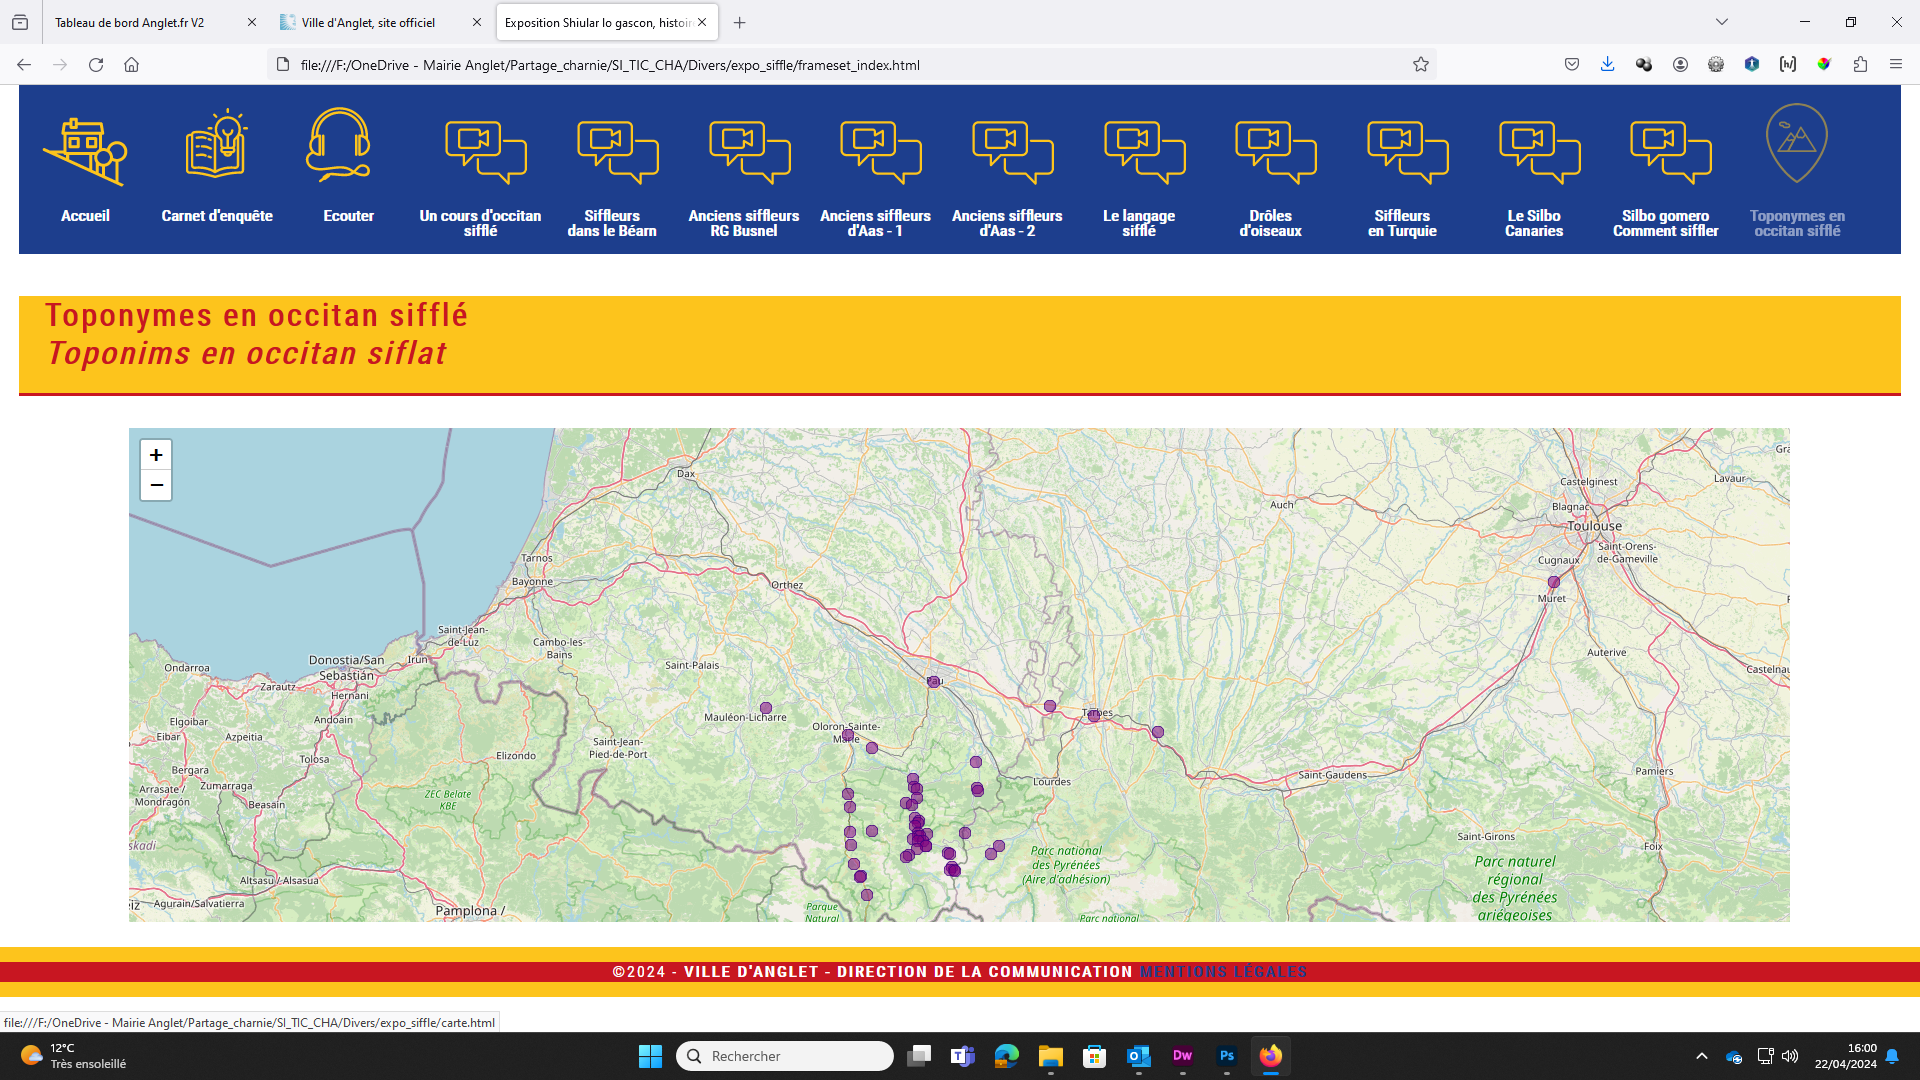 Tableau de bord Anglet.fr V2
Ville d'Anglet, site officiel
Exposition Shiular lo gascon, histoir
file:///F:/OneDrive - Mairie Anglet/Partage_charnie/SI_TIC_CHA/Divers/expo_siffle/frameset_index.html
Accueil
Carnet d'enquête
Ecouter
Un cours d'occitan
sifflé
Siffleurs
dans le Béarn
Anciens siffleurs
RG Busnel
Anciens siffleurs
d'Aas - 1
Anciens siffleurs
d'Aas - 2
Le langage
sifflé
Drôles
d'oiseaux
Siffleurs
en Turquie
Le Silbo
Canaries
Silbo gomero
Comment siffler
Toponymes en
occitan sifflé
Toponymes en occitan sifflé
Toponims en occitan siflat
+
−
Dax
Auch
Castelginest
Lavaur
Gra
Blagnac
Toulouse
Saint-Orens-
de-Gameville
Cugnaux
Muret
Tarnos
Bayonne
Orthez
Saint-Jean-
de-Luz
Cambo-les-
Bains
Saint-Palais
Auterive
Castelnau
Ondarroa
Donostia/San
Sebastián
Irun
Zarautz
Hernani
Pau
Mauléon-Licharre
Oloron-Sainte-
Marie
Tarbes
Elgoibar
Andoain
Eibar
Azpeitia
Tolosa
Elizondo
Saint-Jean-
Pied-de-Port
Bergara
Zumarraga
Arrasate /
Mondragón
Beasain
ZEC Belate
KBE
Lourdes
Saint-Gaudens
Pamiers
Saint-Girons
Foix
skadi
Parc national
des Pyrénées
(Aire d'adhésion)
Parc naturel
régional
des Pyrénées
ariégeoises
Altsasu / Alsasua
Agurain/Salvatierra
eiz
Pamplona /
Parque
Natural
Parc national
©2024 - VILLE D'ANGLET - DIRECTION DE LA COMMUNICATION MENTIONS LÉGALES
file:///F:/OneDrive - Mairie Anglet/Partage_charnie/SI_TIC_CHA/Divers/expo_siffle/carte.html
12°C
Très ensoleillé
Rechercher
Dw
Ps
16:00
22/04/2024